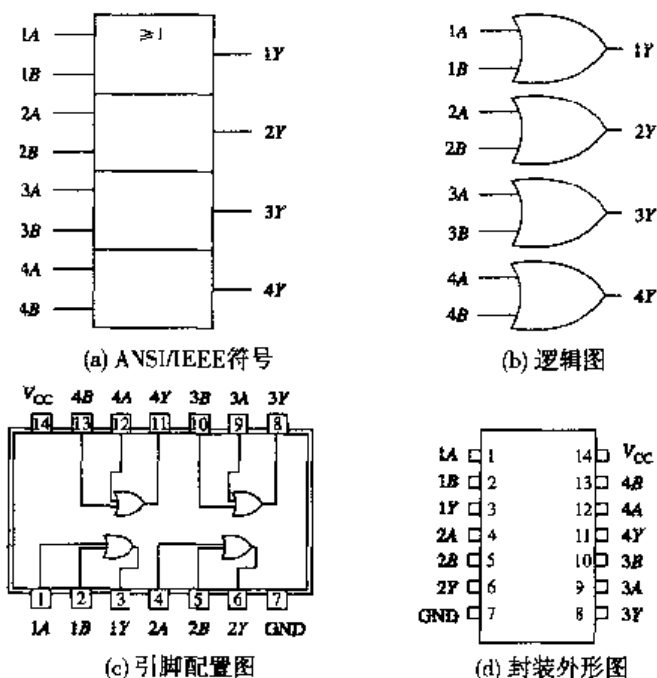 1A
1B
2A
2B
3A
3B
4A
4B
≥1
1Y
2Y
3Y
4Y
(a) ANSI/IEEE符号
1A
1B
2A
2B
3A
3B
4A
4B
1Y
2Y
3Y
4Y
(b) 逻辑图
VCC 4B 4A 4Y 3B 3A 3Y
14 13 12 11 10 9 8
1 2 3 4 5 6 7
1A 1B 1Y 2A 2B 2Y GND
(c) 引脚配置图
1A 1 14 VCC
1B 2 13 4B
1Y 3 12 4A
2A 4 11 4Y
2B 5 10 3B
2Y 6 9 3A
GND 7 8 3Y
(d) 封装外形图